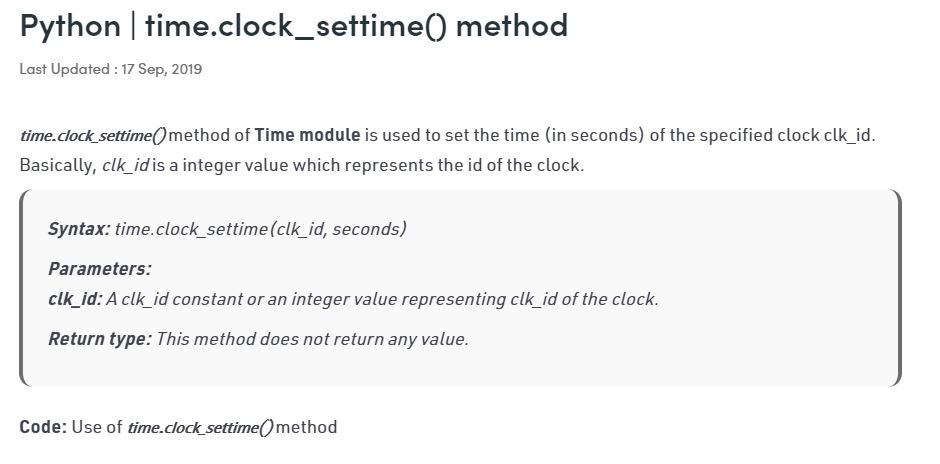 Python | time.clock_settime() method
Last Updated : 17 Sep, 2019
time.clock_settime() method of Time module is used to set the time (in seconds) of the specified clock clk_id.
Basically, clk_id is a integer value which represents the id of the clock.
Syntax: time.clock_settime(clk_id, seconds)
Parameters:
clk_id: A clk_id constant or an integer value representing clk_id of the clock.
Return type: This method does not return any value.
Code: Use of time.clock_settime() method